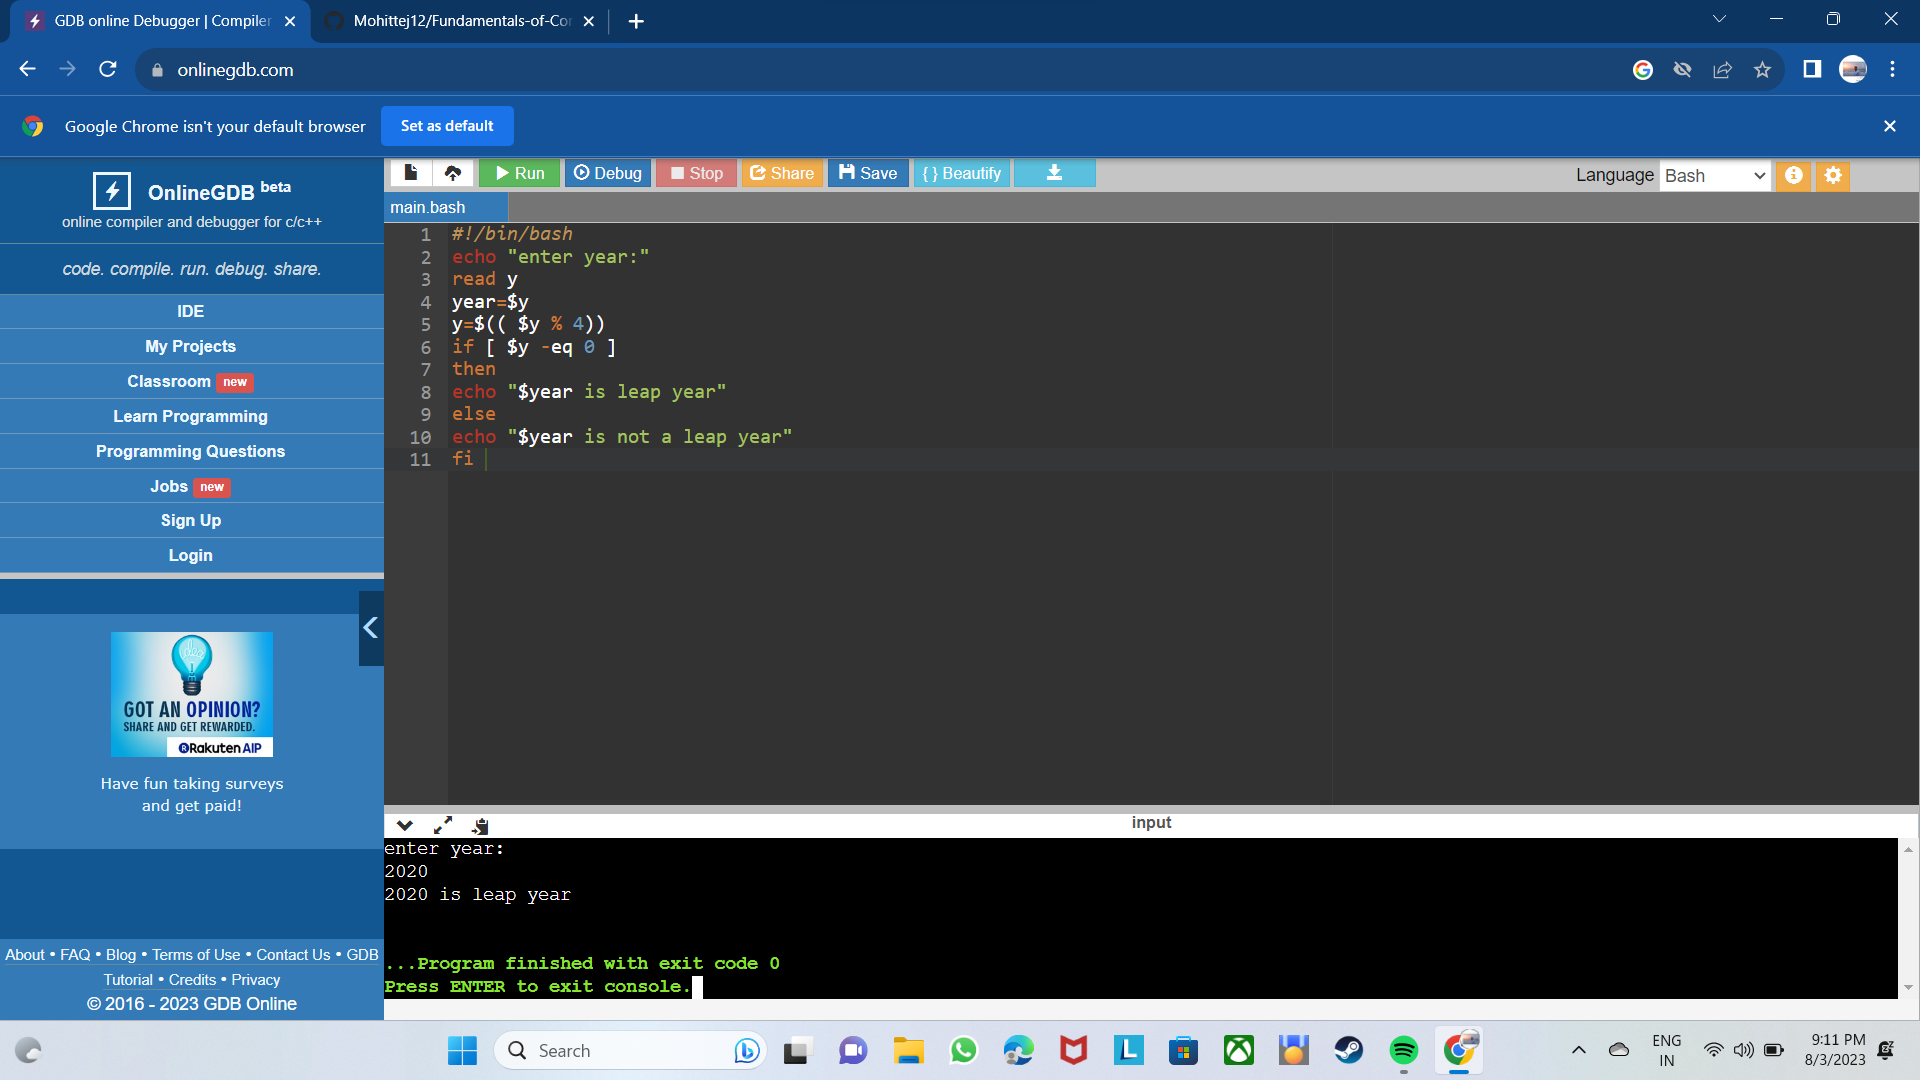 GDB online Debugger | Compiler
Mohittej12/Fundamentals-of-Co
onlinegdb.com
Google Chrome isn't your default browser
Set as default
OnlineGDB beta
online compiler and debugger for c/c++
code. compile. run. debug. share.
IDE
My Projects
Classroom new
Learn Programming
Programming Questions
Jobs new
Sign Up
Login
GOT AN OPINION?
SHARE AND GET REWARDED.
Rakuten AIP
Have fun taking surveys
and get paid!
About • FAQ • Blog • Terms of Use • Contact Us • GDB
Tutorial • Credits • Privacy
© 2016 - 2023 GDB Online
Run Debug Stop Share Save { } Beautify
Language Bash
main.bash
1 #!/bin/bash
2 echo "enter year:"
3 read y
4 year=$y
5 y=$(( $y % 4))
6 if [ $y -eq 0 ]
7 then
8 echo "$year is leap year"
9 else
10 echo "$year is not a leap year"
11 fi
input
enter year:
2020
2020 is leap year
...Program finished with exit code 0
Press ENTER to exit console.
Search
ENG
IN
9:11 PM
8/3/2023